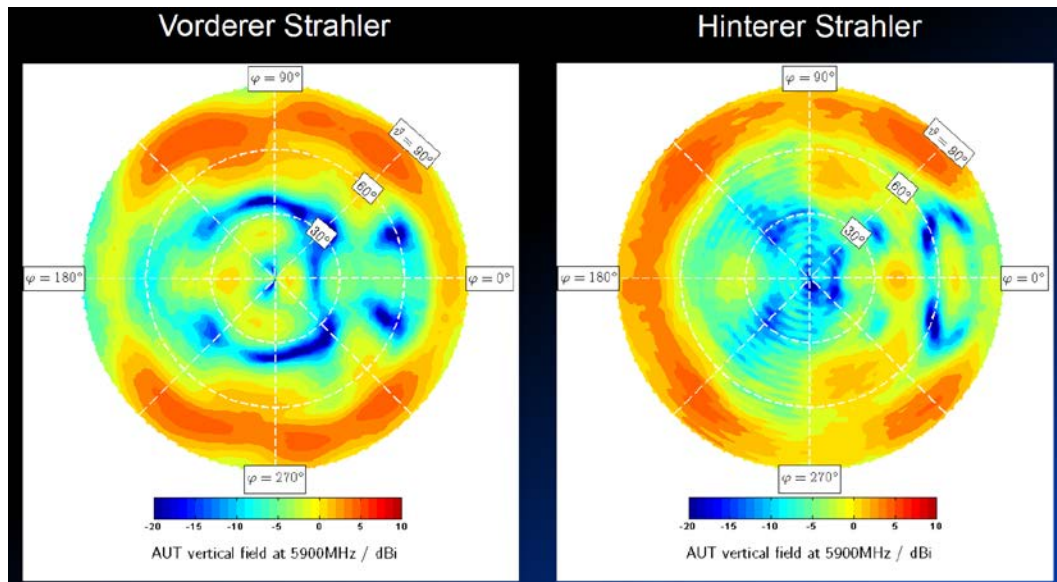 Vorderer Strahler
φ = 90°
ϑ = 90°
60°
30°
φ = 180°
φ = 0°
φ = 270°
-20 -15 -10 -5 0 5 10
AUT vertical field at 5900MHz / dBi
Hinterer Strahler
φ = 90°
ϑ = 90°
60°
30°
φ = 180°
φ = 0°
φ = 270°
-20 -15 -10 -5 0 5 10
AUT vertical field at 5900MHz / dBi